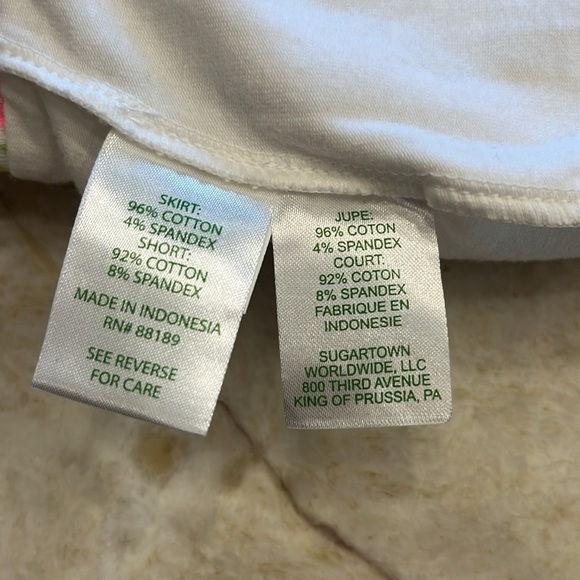 SKIRT:
96% COTTON
4% SPANDEX
SHORT:
92% COTTON
8% SPANDEX
MADE IN INDONESIA
RN# 88189
SEE REVERSE
FOR CARE
JUPE:
96% COTON
4% SPANDEX
COURT:
92% COTON
8% SPANDEX
FABRIQUE EN
INDONESIE
SUGARTOWN
WORLDWIDE, LLC
800 THIRD AVENUE
KING OF PRUSSIA, PA